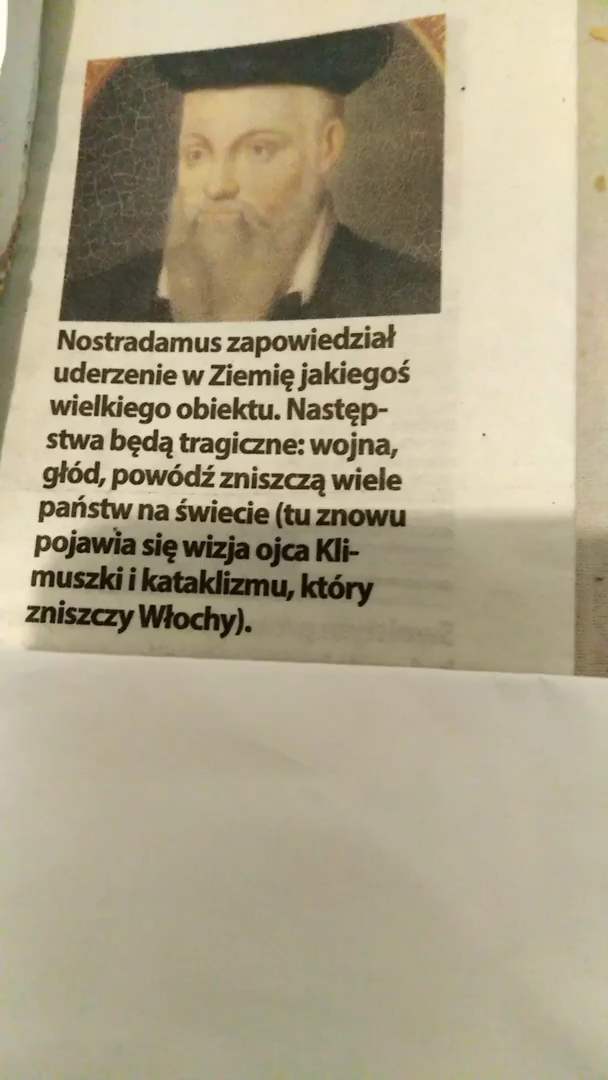 Nostradamus zapowiedział
uderzenie w Ziemię jakiegoś
wielkiego obiektu. Następ-
stwa będą tragiczne: wojna,
głód, powódź zniszczą wiele
państw na świecie (tu znowu
pojawia się wizja ojca Kli-
muszki i kataklizmu, który
zniszczy Włochy).